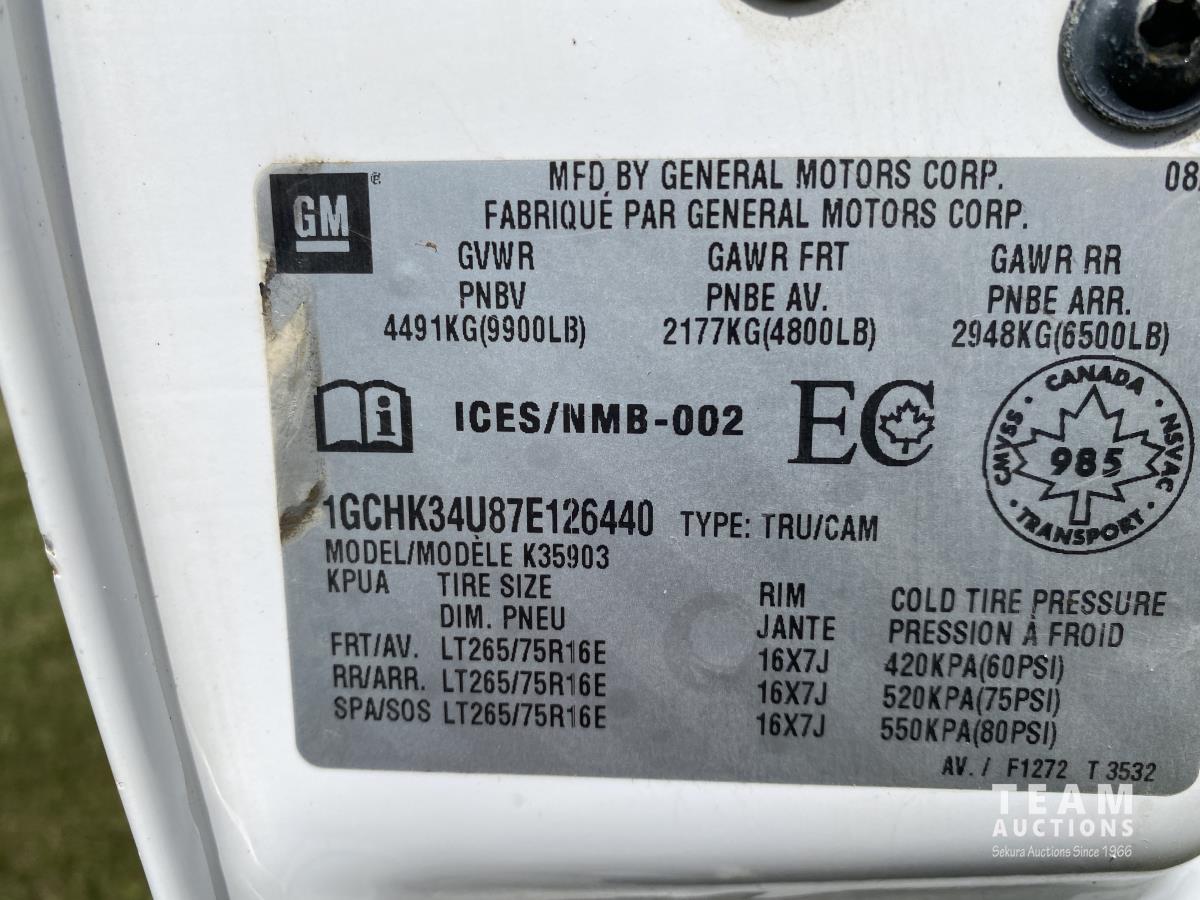 GM
MFD BY GENERAL MOTORS CORP. 08
FABRIQUÉ PAR GENERAL MOTORS CORP.
GVWR GAWR FRT GAWR RR
PNBV PNBE AV. PNBE ARR.
4491KG(9900LB) 2177KG(4800LB) 2948KG(6500LB)
i ICES/NMB-002 EC
CANADA
CMVSS 985 NSVAC
TRANSPORT
1GCHK34U87E126440 TYPE: TRU/CAM
MODEL/MODÈLE K35903
KPUA TIRE SIZE RIM COLD TIRE PRESSURE
DIM. PNEU JANTE PRESSION À FROID
FRT/AV. LT265/75R16E 16X7J 420KPA(60PSI)
RR/ARR. LT265/75R16E 16X7J 520KPA(75PSI)
SPA/SOS LT265/75R16E 16X7J 550KPA(80PSI)
AV. / F1272 T 3532
TEAM
AUCTIONS
Sekura Auctions Since 1966